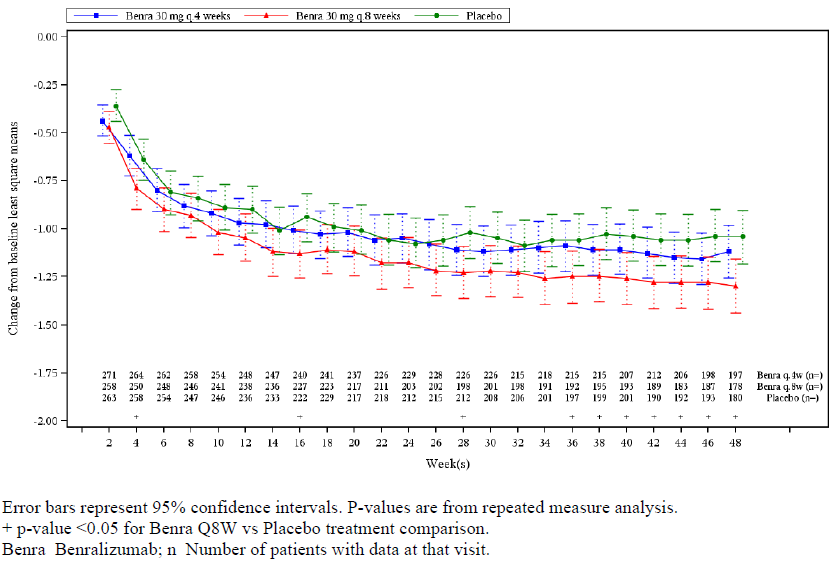 Benra 30 mg q.4 weeks Benra 30 mg q.8 weeks Placebo
0.00
-0.25
-0.50
-0.75
-1.00
-1.25
-1.50
-1.75
-2.00
Change from baseline least square means
271 264 262 258 254 248 247 240 241 237 226 229 228 226 226 215 218 215 215 207 212 206 198 197 Benra q.4w (n=)
258 250 248 246 241 238 236 227 223 217 211 203 202 198 201 198 191 192 195 193 189 183 187 178 Benra q.8w (n=)
263 258 254 247 246 236 233 222 229 217 218 212 215 212 208 206 201 197 199 201 190 192 193 180 Placebo (n=)
+ + + + + + + + + +
2 4 6 8 10 12 14 16 18 20 22 24 26 28 30 32 34 36 38 40 42 44 46 48
Week(s)
Error bars represent 95% confidence intervals. P-values are from repeated measure analysis.
+ p-value <0.05 for Benra Q8W vs Placebo treatment comparison.
Benra Benralizumab; n Number of patients with data at that visit.